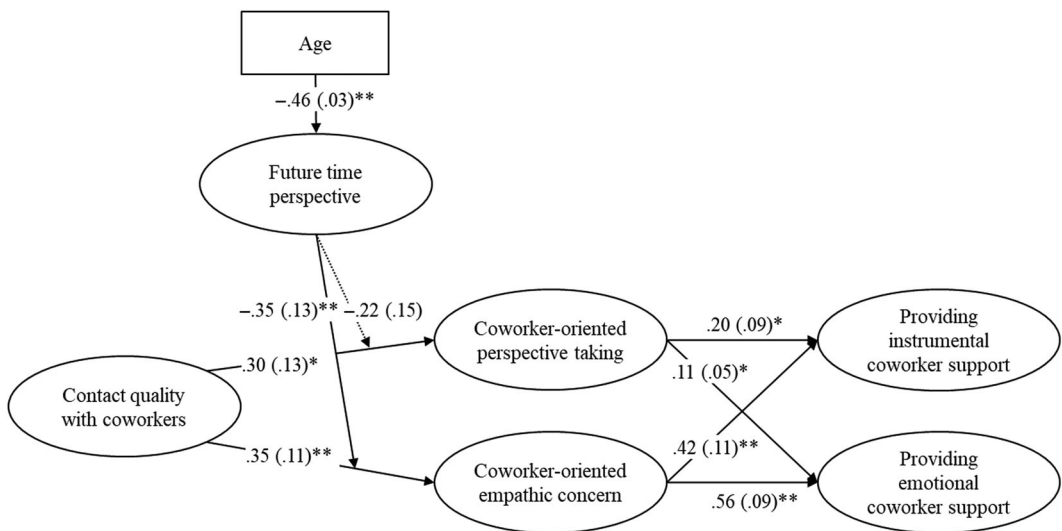 Age
−.46 (.03)**
Future time
perspective
−.35 (.13)** −.22 (.15)
Coworker-oriented
perspective taking
.20 (.09)*
Providing
instrumental
coworker support
.30 (.13)*
.11 (.05)*
Contact quality
with coworkers
.35 (.11)**
.42 (.11)**
Coworker-oriented
empathic concern
.56 (.09)**
Providing
emotional
coworker support